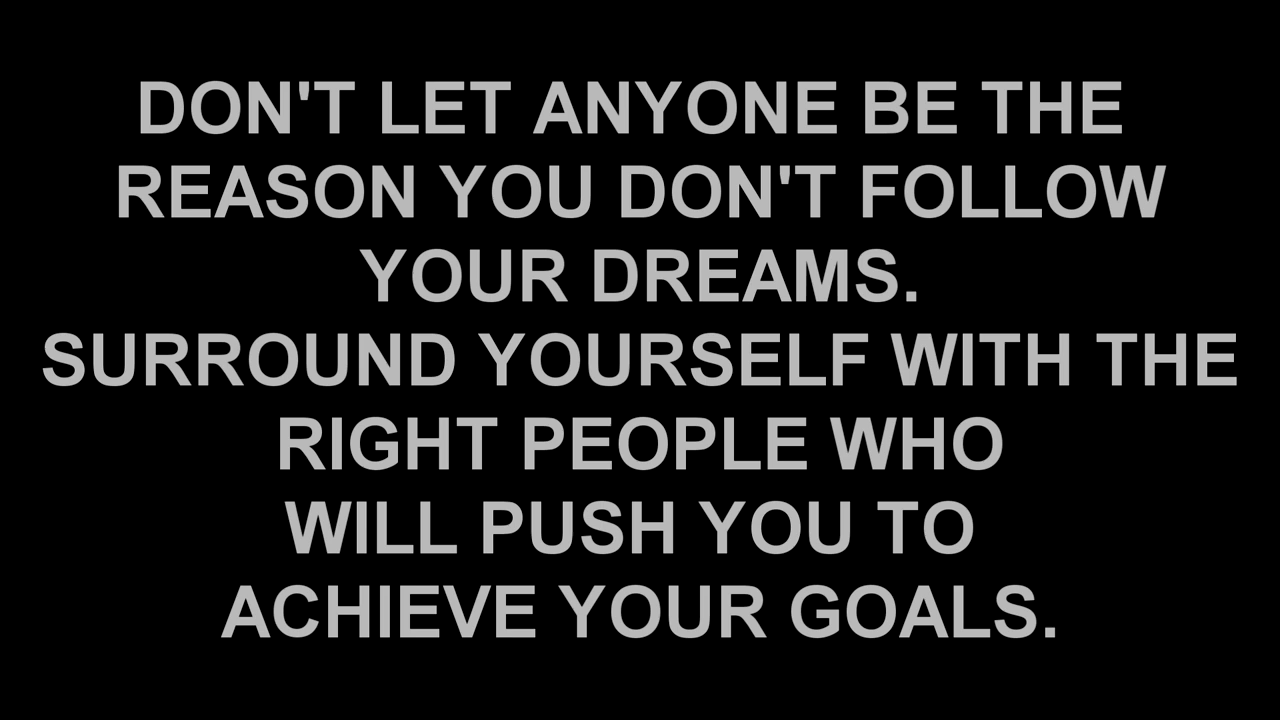 DON'T LET ANYONE BE THE
REASON YOU DON'T FOLLOW
YOUR DREAMS.
SURROUND YOURSELF WITH THE
RIGHT PEOPLE WHO
WILL PUSH YOU TO
ACHIEVE YOUR GOALS.